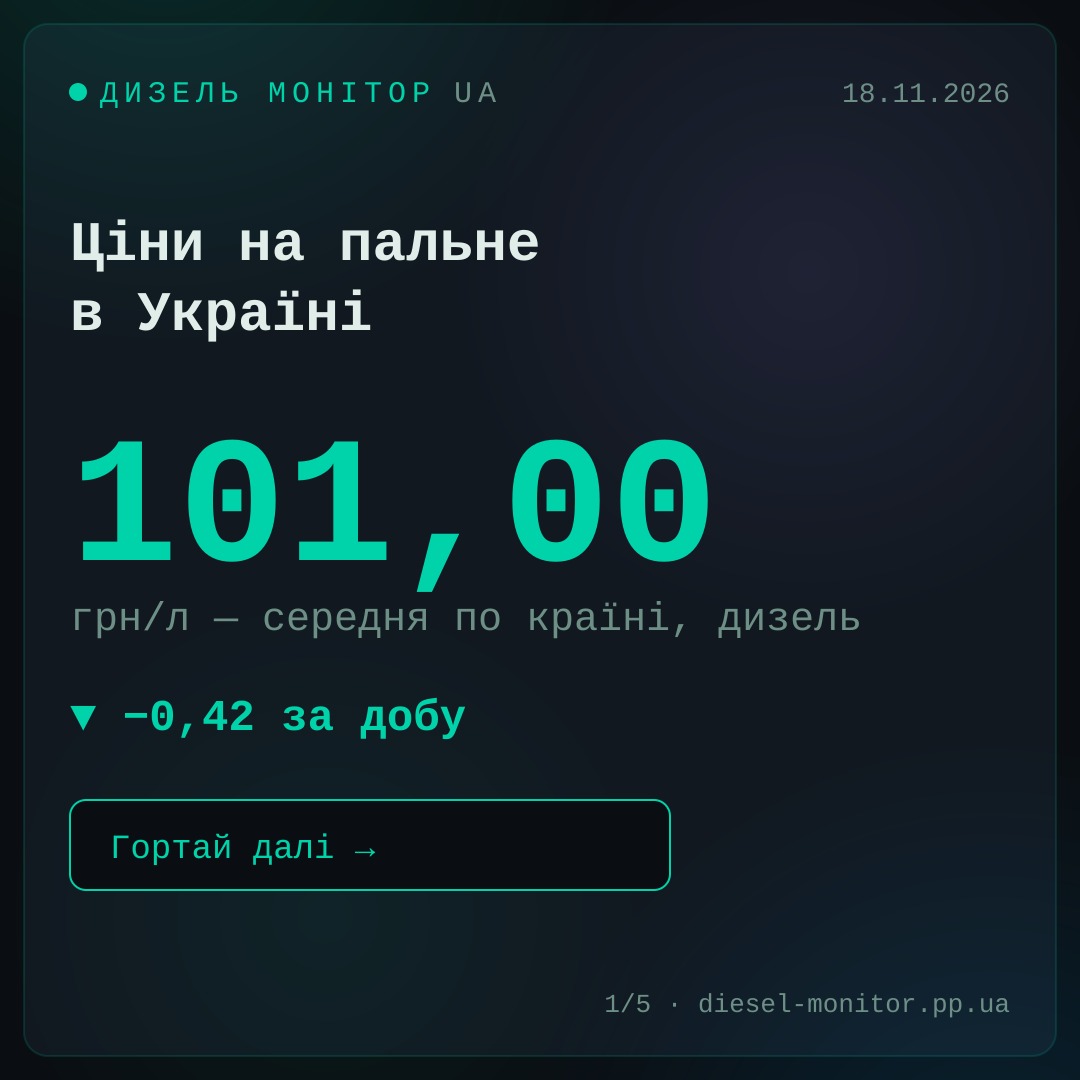 ДИЗЕЛЬ МОНІТОР UA
18.11.2026
Ціни на пальне
в Україні
101,00
грн/л — середня по країні, дизель
▼ −0,42 за добу
Гортай далі →
1/5 · diesel-monitor.pp.ua